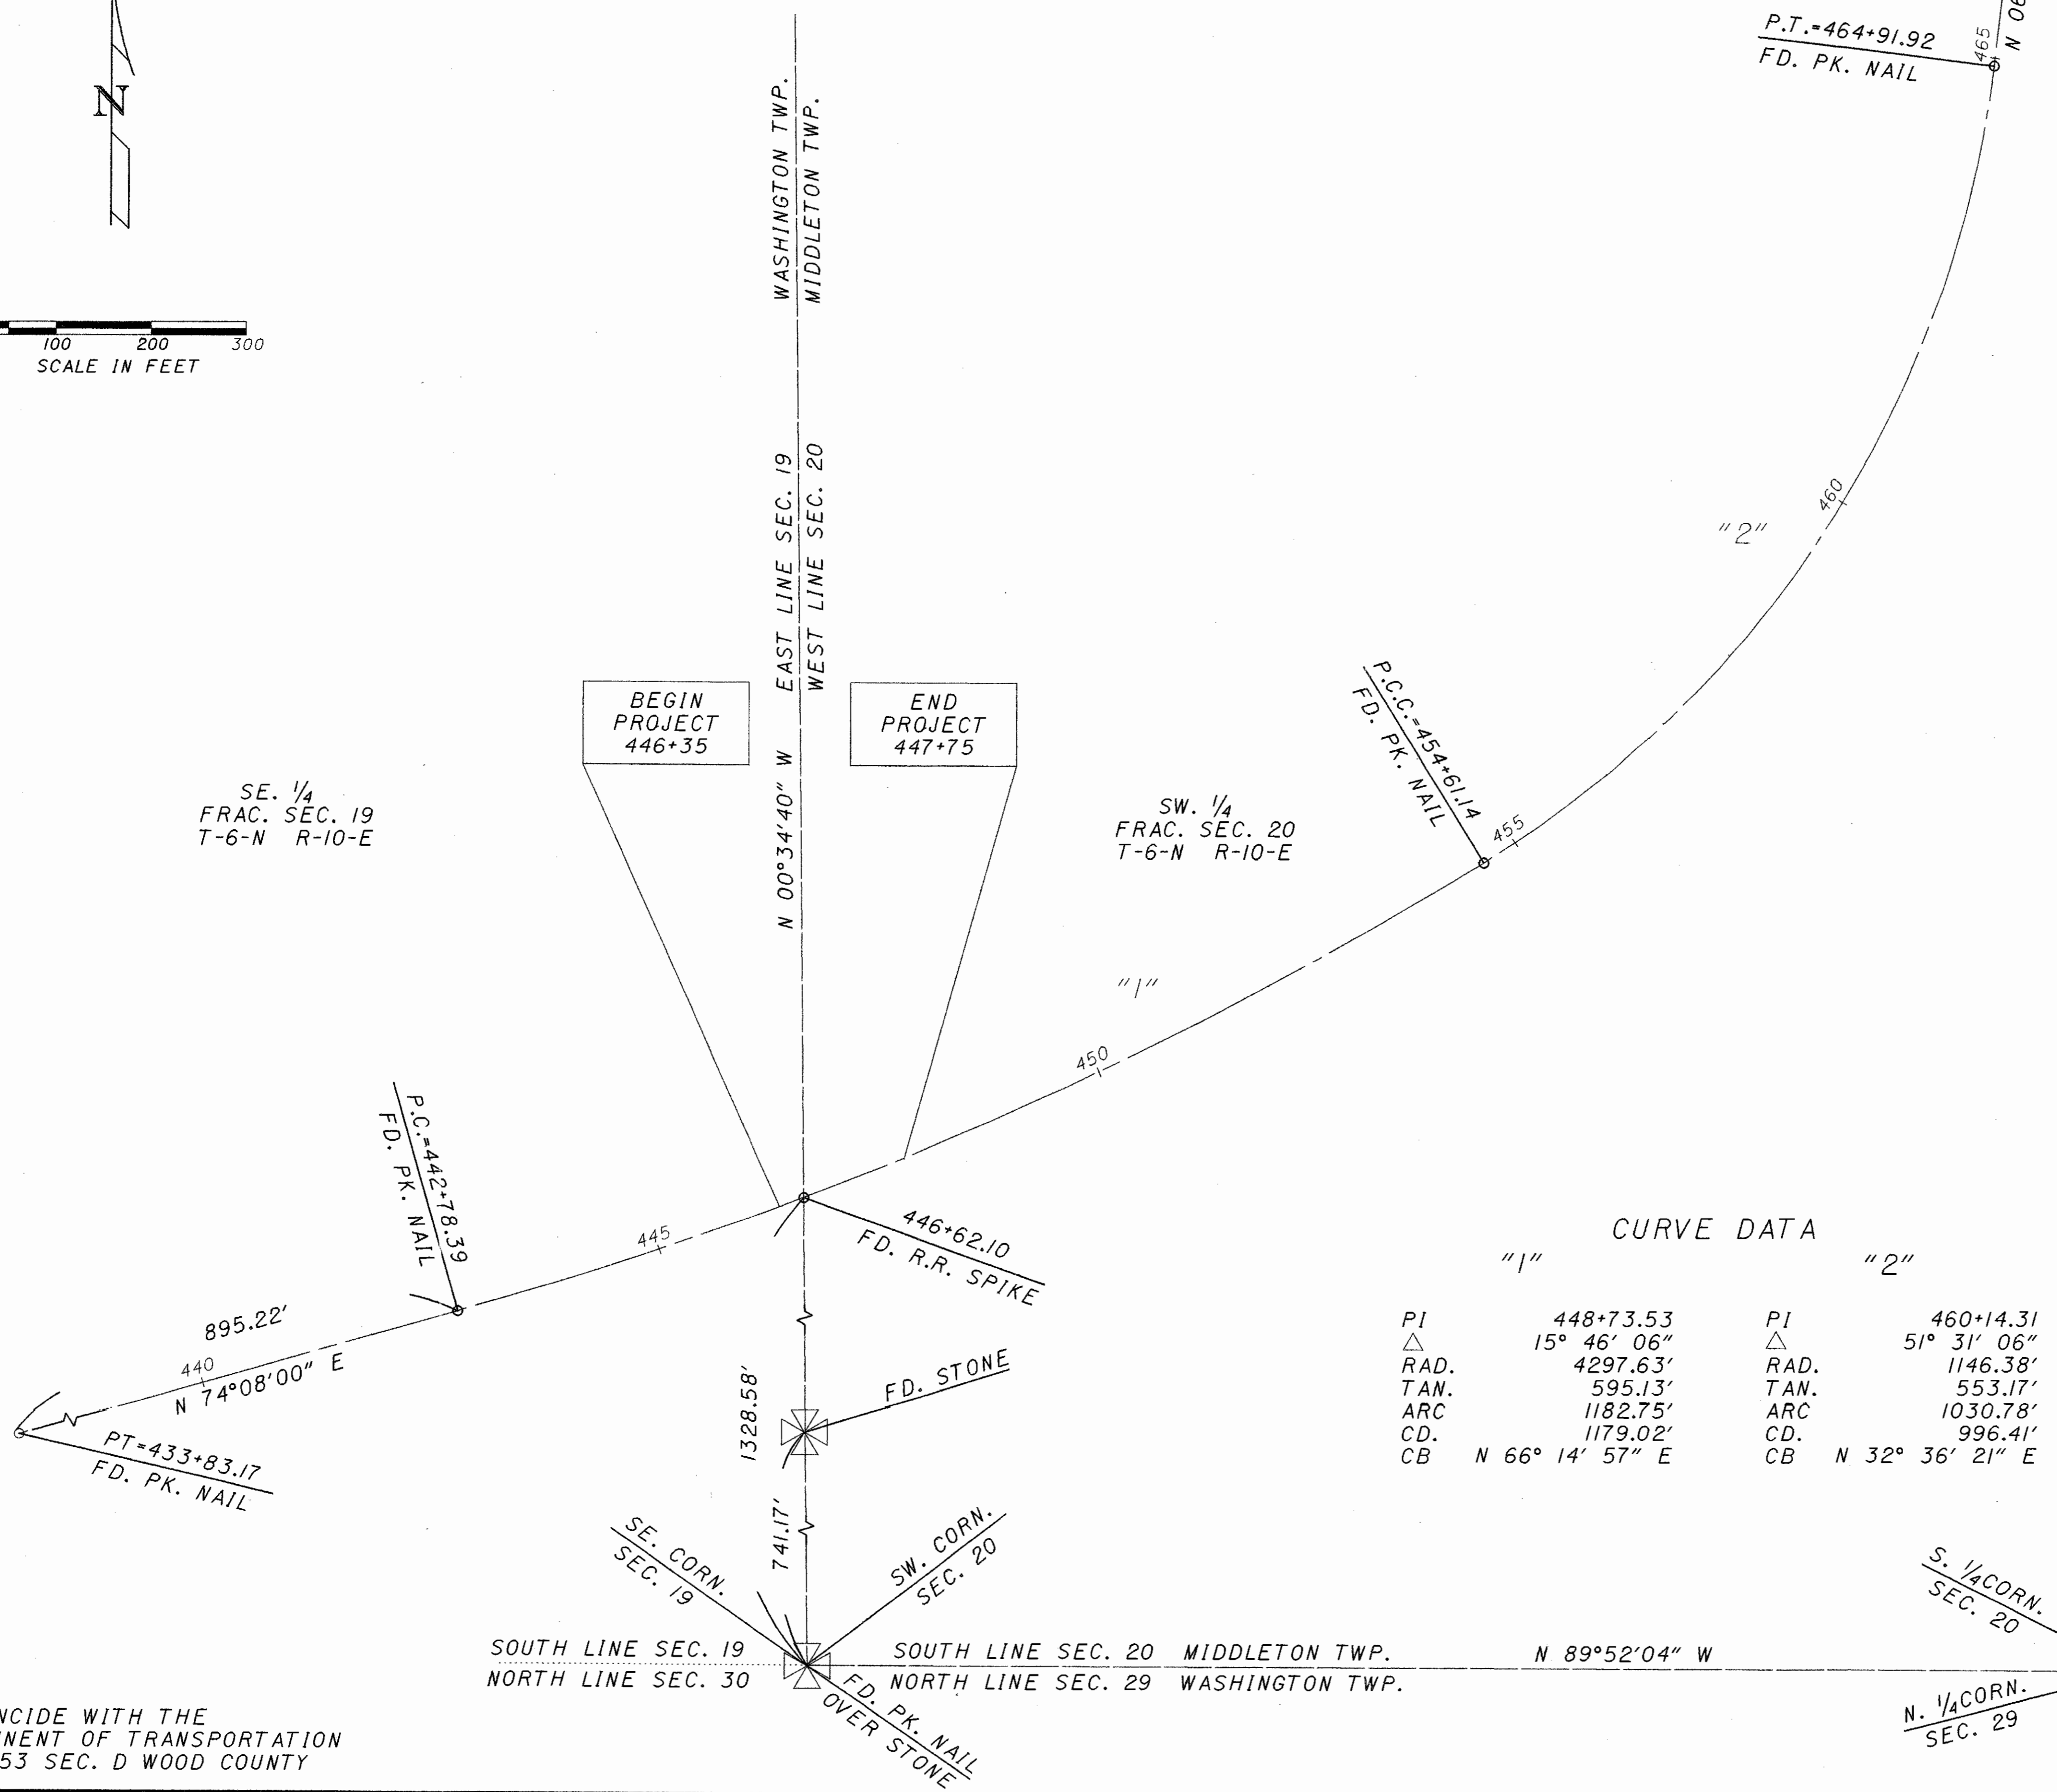 P.T.=464+91.92
FD. PK. NAIL
465
N 06
N
WASHINGTON TWP.
MIDDLETON TWP.
100 200 300
SCALE IN FEET
EAST LINE SEC. 19
WEST LINE SEC. 20
460
"2"
BEGIN
PROJECT
446+35
END
PROJECT
447+75
N 00°34'40" W
P.C.C.=454+61.14
FD. PK. NAIL
455
SE. 1/4
FRAC. SEC. 19
T-6-N R-10-E
SW. 1/4
FRAC. SEC. 20
T-6-N R-10-E
"1"
450
P.C.=442+78.39
FD. PK. NAIL
445
446+62.10
FD. R.R. SPIKE
895.22'
440
N 74°08'00" E
PT=433+83.17
FD. PK. NAIL
1328.58'
FD. STONE
741.17'
CURVE DATA
"1" "2"
PI 448+73.53 PI 460+14.31
△ 15° 46' 06" △ 51° 31' 06"
RAD. 4297.63' RAD. 1146.38'
TAN. 595.13' TAN. 553.17'
ARC 1182.75' ARC 1030.78'
CD. 1179.02' CD. 996.41'
CB N 66° 14' 57" E CB N 32° 36' 21" E
SE. CORN.
SEC. 19
SW. CORN.
SEC. 20
S. 1/4 CORN.
SEC. 20
SOUTH LINE SEC. 19 SOUTH LINE SEC. 20 MIDDLETON TWP. N 89°52'04" W
NORTH LINE SEC. 30 NORTH LINE SEC. 29 WASHINGTON TWP.
FD. PK. NAIL
OVER STONE
N. 1/4 CORN.
SEC. 29
NCIDE WITH THE
NENT OF TRANSPORTATION
53 SEC. D WOOD COUNTY